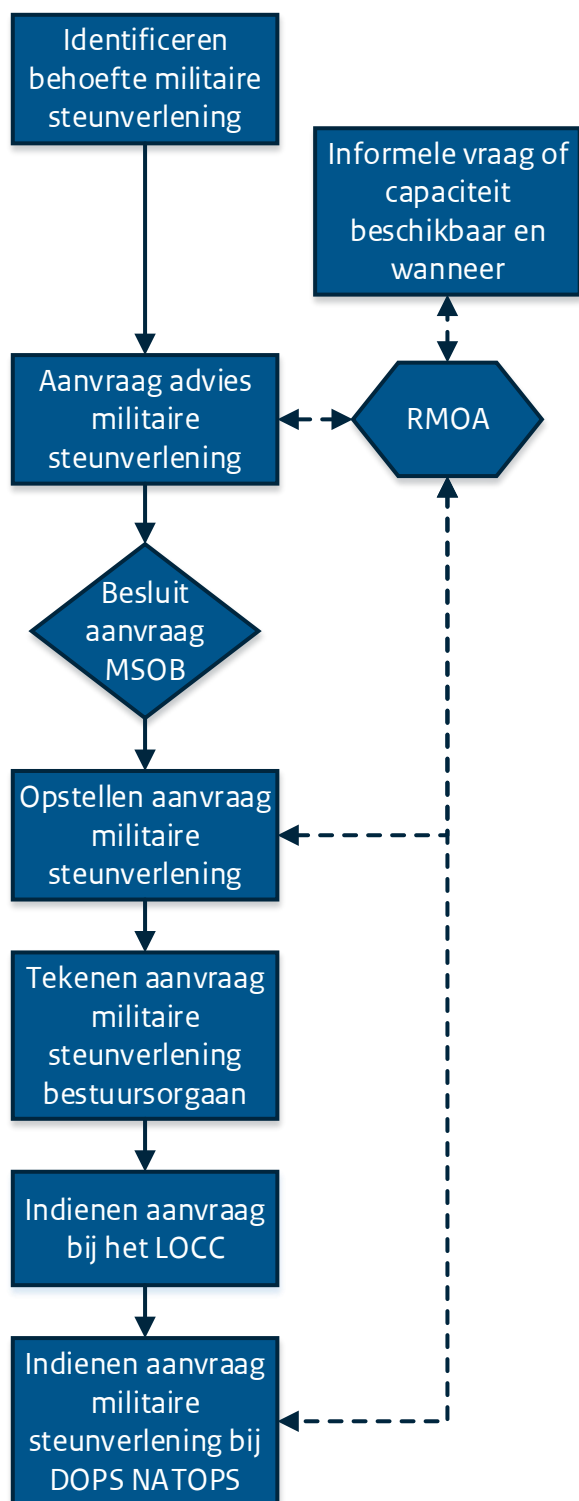 Identificeren
behoefte militaire
steunverlening
Informele vraag of
capaciteit
beschikbaar en
wanneer
Aanvraag advies
militaire
steunverlening
RMOA
Besluit
aanvraag
MSOB
Opstellen aanvraag
militaire
steunverlening
Tekenen aanvraag
militaire
steunverlening
bestuursorgaan
Indienen aanvraag
bij het LOCC
Indienen aanvraag
militaire
steunverlening bij
DOPS NATOPS